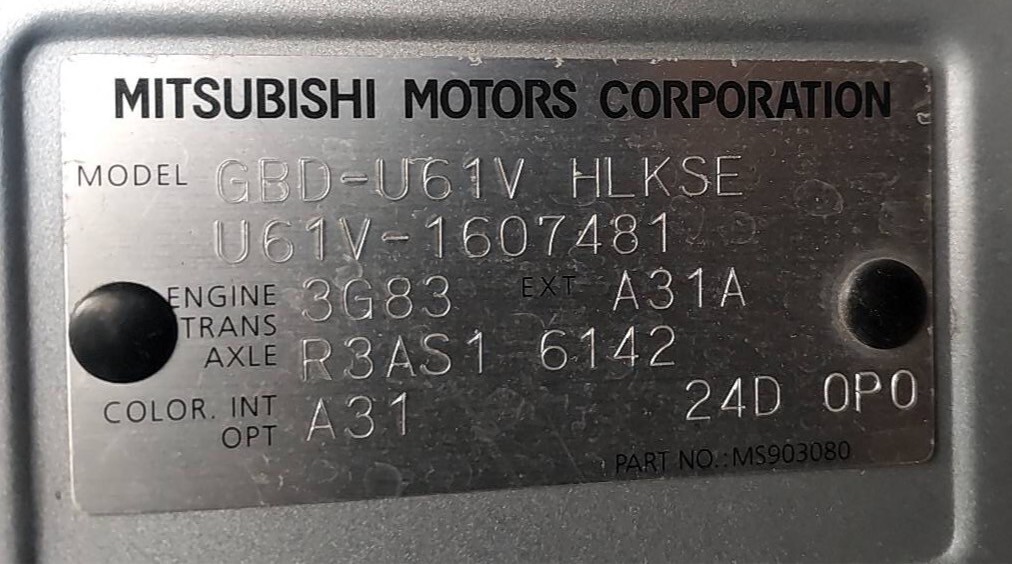 MITSUBISHI MOTORS CORPORATION
MODEL GBD-U61V HLKSE
U61V-1607481
ENGINE 3G83 EXT A31A
TRANS
AXLE R3AS1 6142
COLOR. INT A31 24D 0P0
OPT
PART NO.:MS903080